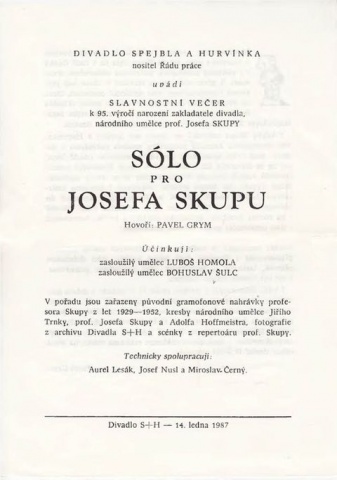 DIVADLO SPEJBLA A HURVÍNKA
nositel Řádu práce
uvádí
SLAVNOSTNÍ VEČER
k 95. výročí narození zakladatele divadla,
národního umělce prof. Josefa SKUPY
SÓLO
PRO
JOSEFA SKUPU
Hovoří: PAVEL GRYM
Účinkují:
zasloužilý umělec LUBOŠ HOMOLA
zasloužilý umělec BOHUSLAV ŠULC
V pořadu jsou zařazeny původní gramofonové nahrávky profe-
sora Skupy z let 1929—1952, kresby národního umělce Jiřího
Trnky, prof. Josefa Skupy a Adolfa Hoffmeistra, fotografie
z archivu Divadla S+H a scénky z repertoáru prof. Skupy.
Technicky spolupracují:
Aurel Lesák, Josef Nusl a Miroslav Černý.
Divadlo S+H — 14. ledna 1987